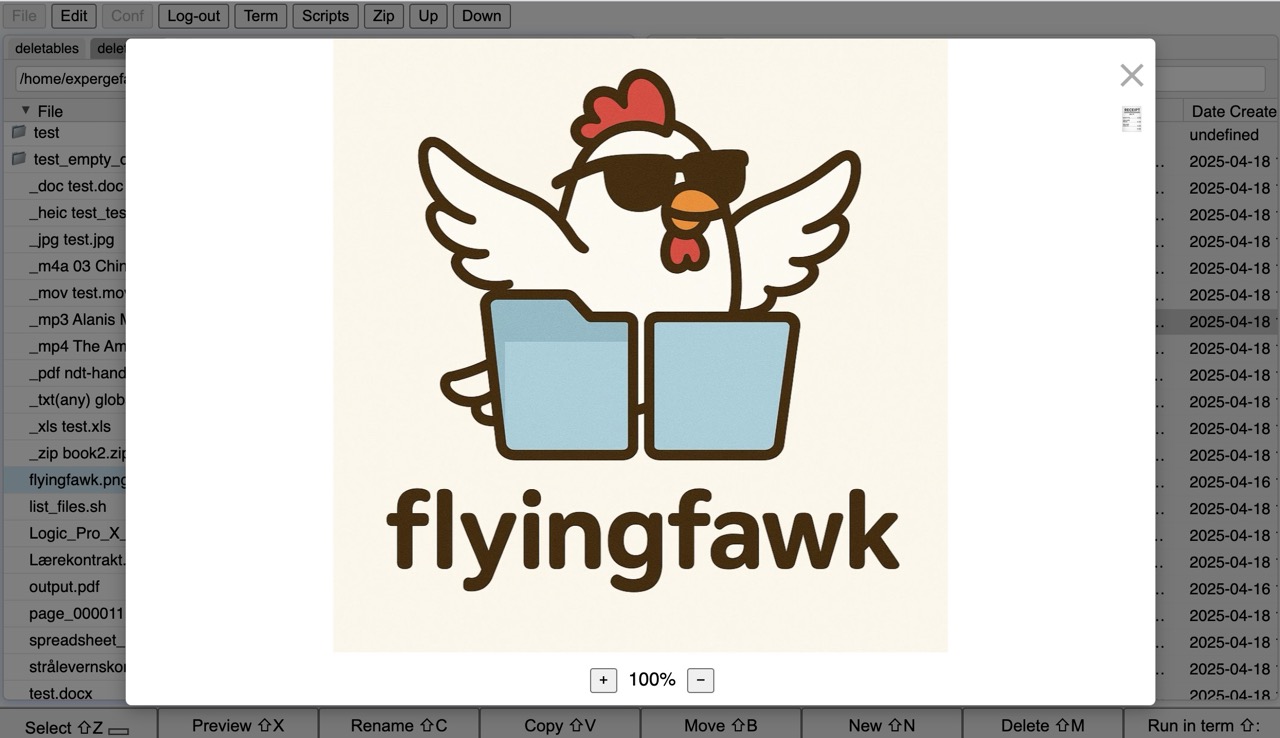 File Edit Conf Log-out Term Scripts Zip Up Down
deletables
/home/expergef
▼ File
Date Create
test
undefined
test_empty_
2025-04-18
_doc test.doc
2025-04-18
_heic test_tes
2025-04-18
_jpg test.jpg
2025-04-18
_m4a 03 Chin
2025-04-18
_mov test.mov
2025-04-18
_mp3 Alanis M
2025-04-18
_mp4 The Am
2025-04-18
_pdf ndt-hand
2025-04-18
_txt(any) glob
2025-04-18
_xls test.xls
2025-04-18
_zip book2.zip
2025-04-18
flyingfawk.png
2025-04-16
list_files.sh
2025-04-18
Logic_Pro_X_
2025-04-18
Lærekontrakt.
2025-04-18
output.pdf
2025-04-16
page_000011
2025-04-18
spreadsheet_
2025-04-18
strålevernskor
2025-04-18
test.docx
2025-04-18
RECEIPT
flyingfawk
+ 100% −
Select ⇧Z Preview ⇧X Rename ⇧C Copy ⇧V Move ⇧B New ⇧N Delete ⇧M Run in term ⇧: